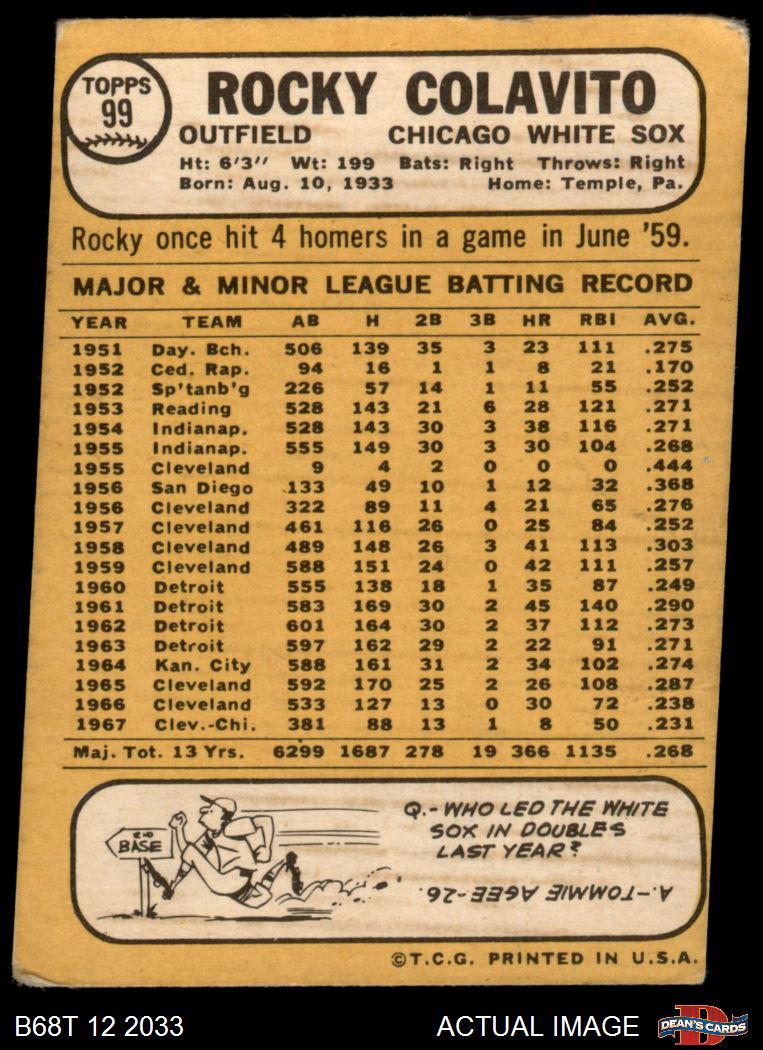 TOPPS
99
ROCKY COLAVITO
OUTFIELD CHICAGO WHITE SOX
Ht: 6'3" Wt: 199 Bats: Right Throws: Right
Born: Aug. 10, 1933 Home: Temple, Pa.
Rocky once hit 4 homers in a game in June '59.
MAJOR & MINOR LEAGUE BATTING RECORD
YEAR TEAM AB H 2B 3B HR RBI AVG.
1951 Day. Bch. 506 139 35 3 23 111 .275
1952 Ced. Rap. 94 16 1 1 8 21 .170
1952 Sp'tanb'g 226 57 14 1 11 55 .252
1953 Reading 528 143 21 6 28 121 .271
1954 Indianap. 528 143 30 3 38 116 .271
1955 Indianap. 555 149 30 3 30 104 .268
1955 Cleveland 9 4 2 0 0 0 .444
1956 San Diego 133 49 10 1 12 32 .368
1956 Cleveland 322 89 11 4 21 65 .276
1957 Cleveland 461 116 26 0 25 84 .252
1958 Cleveland 489 148 26 3 41 113 .303
1959 Cleveland 588 151 24 0 42 111 .257
1960 Detroit 555 138 18 1 35 87 .249
1961 Detroit 583 169 30 2 45 140 .290
1962 Detroit 601 164 30 2 37 112 .273
1963 Detroit 597 162 29 2 22 91 .271
1964 Kan. City 588 161 31 2 34 102 .274
1965 Cleveland 592 170 25 2 26 108 .287
1966 Cleveland 533 127 13 0 30 72 .238
1967 Clev.-Chi. 381 88 13 1 8 50 .231
Maj. Tot. 13 Yrs. 6299 1687 278 19 366 1135 .268
2ND
BASE
Q.- WHO LED THE WHITE
SOX IN DOUBLES
LAST YEAR?
A.-TOMMIE AGEE-26.
©T.C.G. PRINTED IN U.S.A.
B68T 12 2033 ACTUAL IMAGE
DEAN'S CARDS